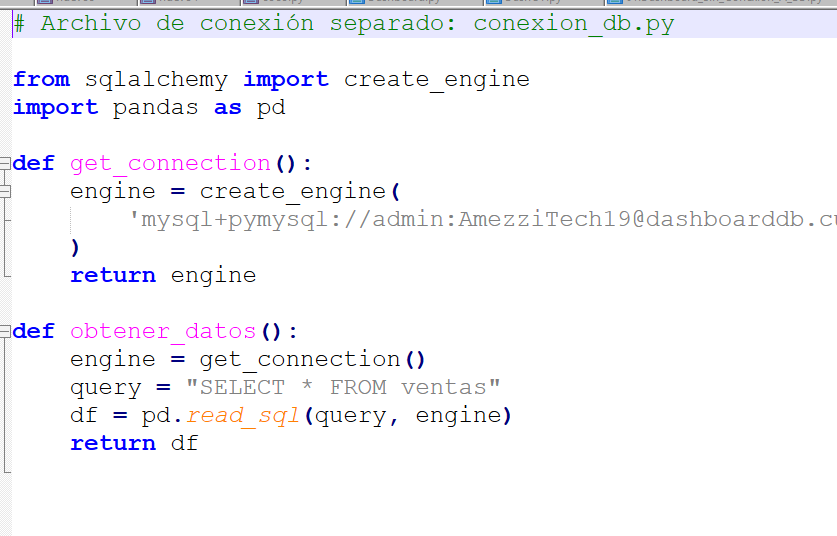 # Archivo de conexión separado: conexion_db.py
from sqlalchemy import create_engine
import pandas as pd
def get_connection():
engine = create_engine(
'mysql+pymysql://admin:AmezziTech19@dashboarddb.c
)
return engine
def obtener_datos():
engine = get_connection()
query = "SELECT * FROM ventas"
df = pd.read_sql(query, engine)
return df